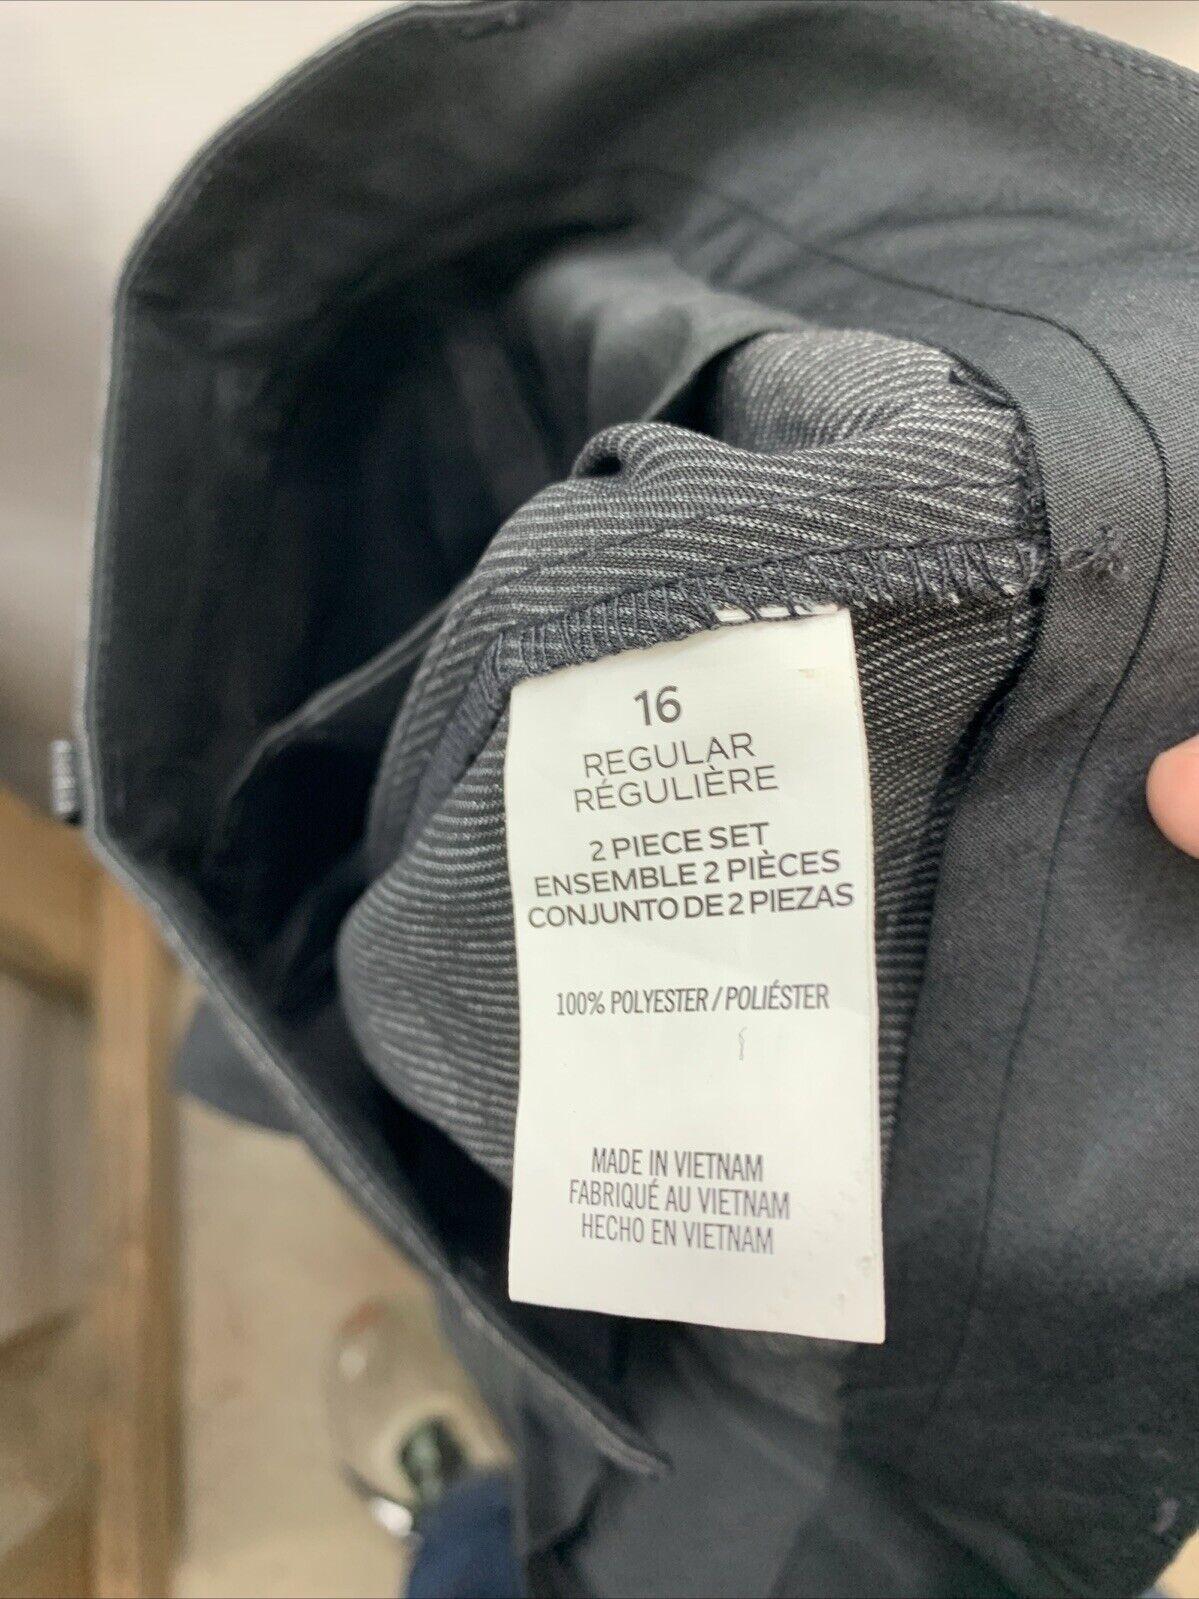 16
REGULAR
RÉGULIÈRE
2 PIECE SET
ENSEMBLE 2 PIÈCES
CONJUNTO DE 2 PIEZAS
100% POLYESTER / POLIÉSTER
MADE IN VIETNAM
FABRIQUÉ AU VIETNAM
HECHO EN VIETNAM